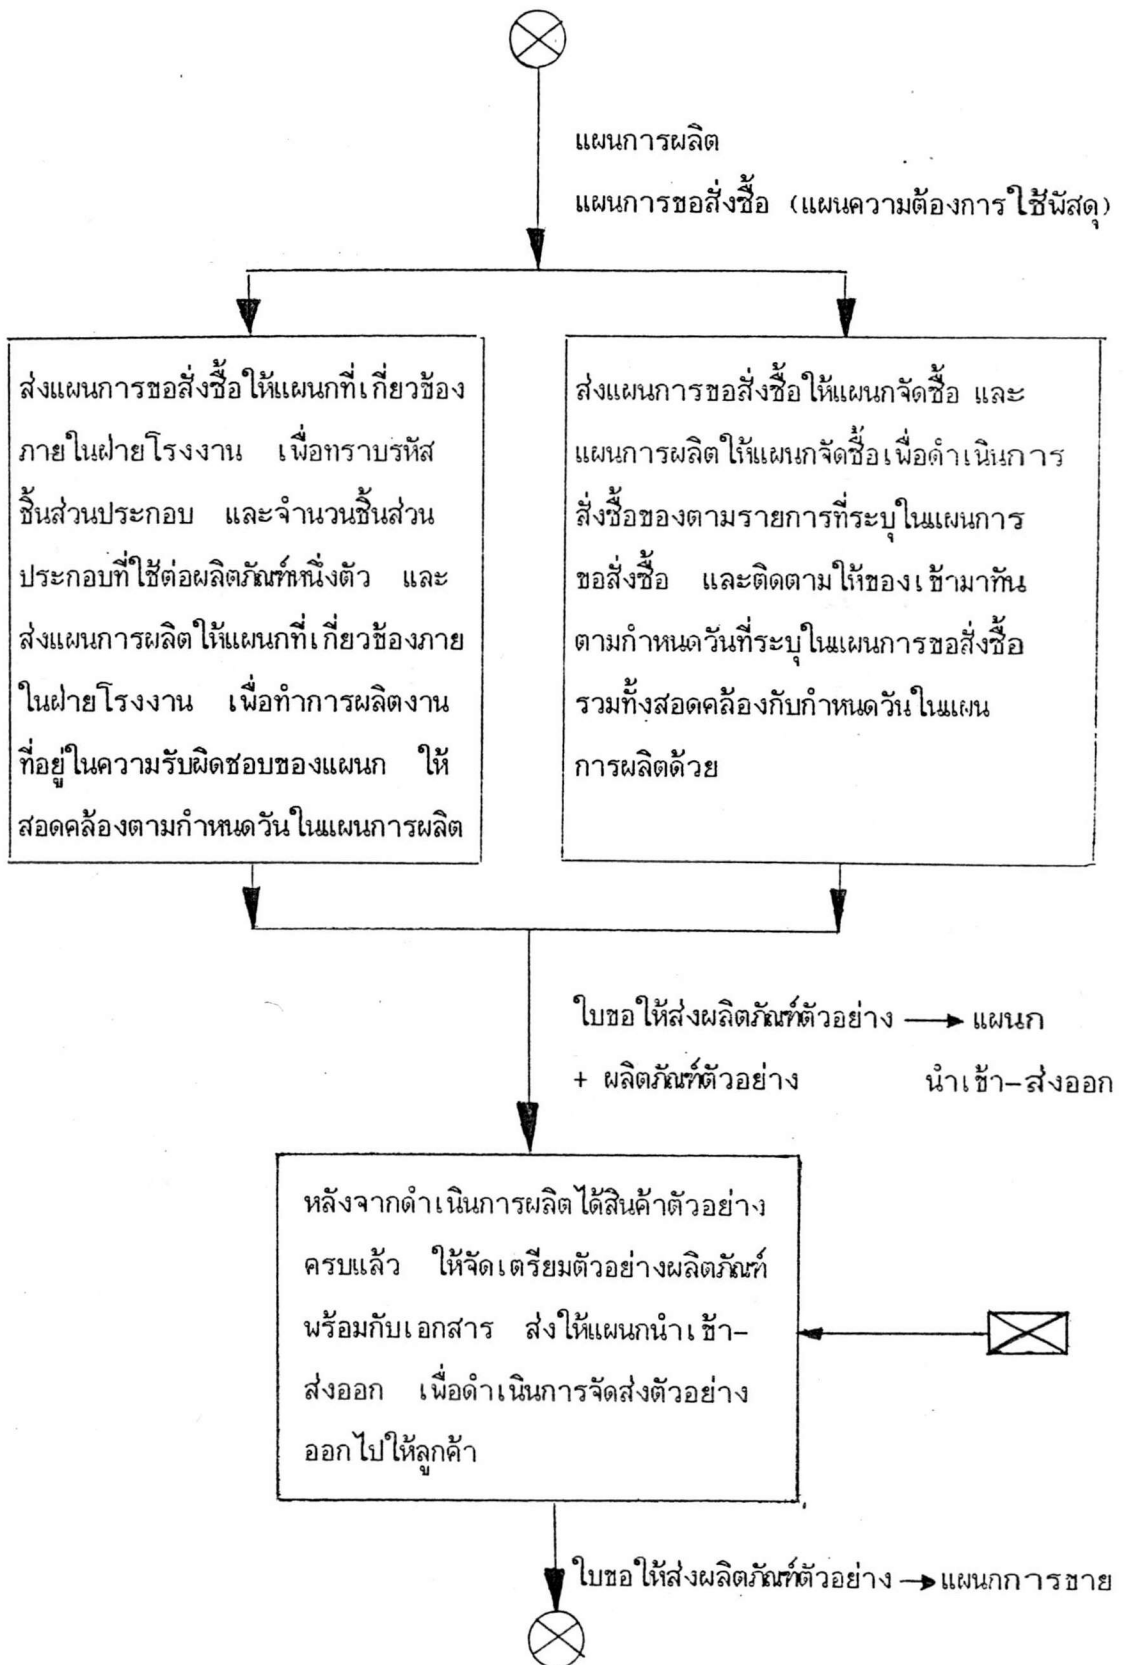 แผนการผลิต
แผนการขอสั่งซื้อ (แผนความต้องการใช้พัสดุ)
ส่งแผนการขอสั่งซื้อให้แผนกที่เกี่ยวข้อง
ภายในฝ่ายโรงงาน เพื่อทราบรหัส
ชิ้นส่วนประกอบ และจำนวนชิ้นส่วน
ประกอบที่ใช้ต่อผลิตภัณฑ์หนึ่งตัว และ
ส่งแผนการผลิตให้แผนกที่เกี่ยวข้องภาย
ในฝ่ายโรงงาน เพื่อทำการผลิตงาน
ที่อยู่ในความรับผิดชอบของแผนก ให้
สอดคล้องตามกำหนดวันในแผนการผลิต
ส่งแผนการขอสั่งซื้อให้แผนกจัดซื้อ และ
แผนการผลิตให้แผนกจัดซื้อเพื่อดำเนินการ
สั่งซื้อของตามรายการที่ระบุในแผนการ
ขอสั่งซื้อ และติดตามให้ของเข้ามาทัน
ตามกำหนดวันที่ระบุในแผนการขอสั่งซื้อ
รวมทั้งสอดคล้องกับกำหนดวันในแผน
การผลิตด้วย
ใบขอให้ส่งผลิตภัณฑ์ตัวอย่าง → แผนก
+ ผลิตภัณฑ์ตัวอย่าง นำเข้า-ส่งออก
หลังจากดำเนินการผลิตได้สินค้าตัวอย่าง
ครบแล้ว ให้จัดเตรียมตัวอย่างผลิตภัณฑ์
พร้อมกับเอกสาร ส่งให้แผนกนำเข้า-
ส่งออก เพื่อดำเนินการจัดส่งตัวอย่าง
ออกไปให้ลูกค้า
ใบขอให้ส่งผลิตภัณฑ์ตัวอย่าง → แผนกการขาย